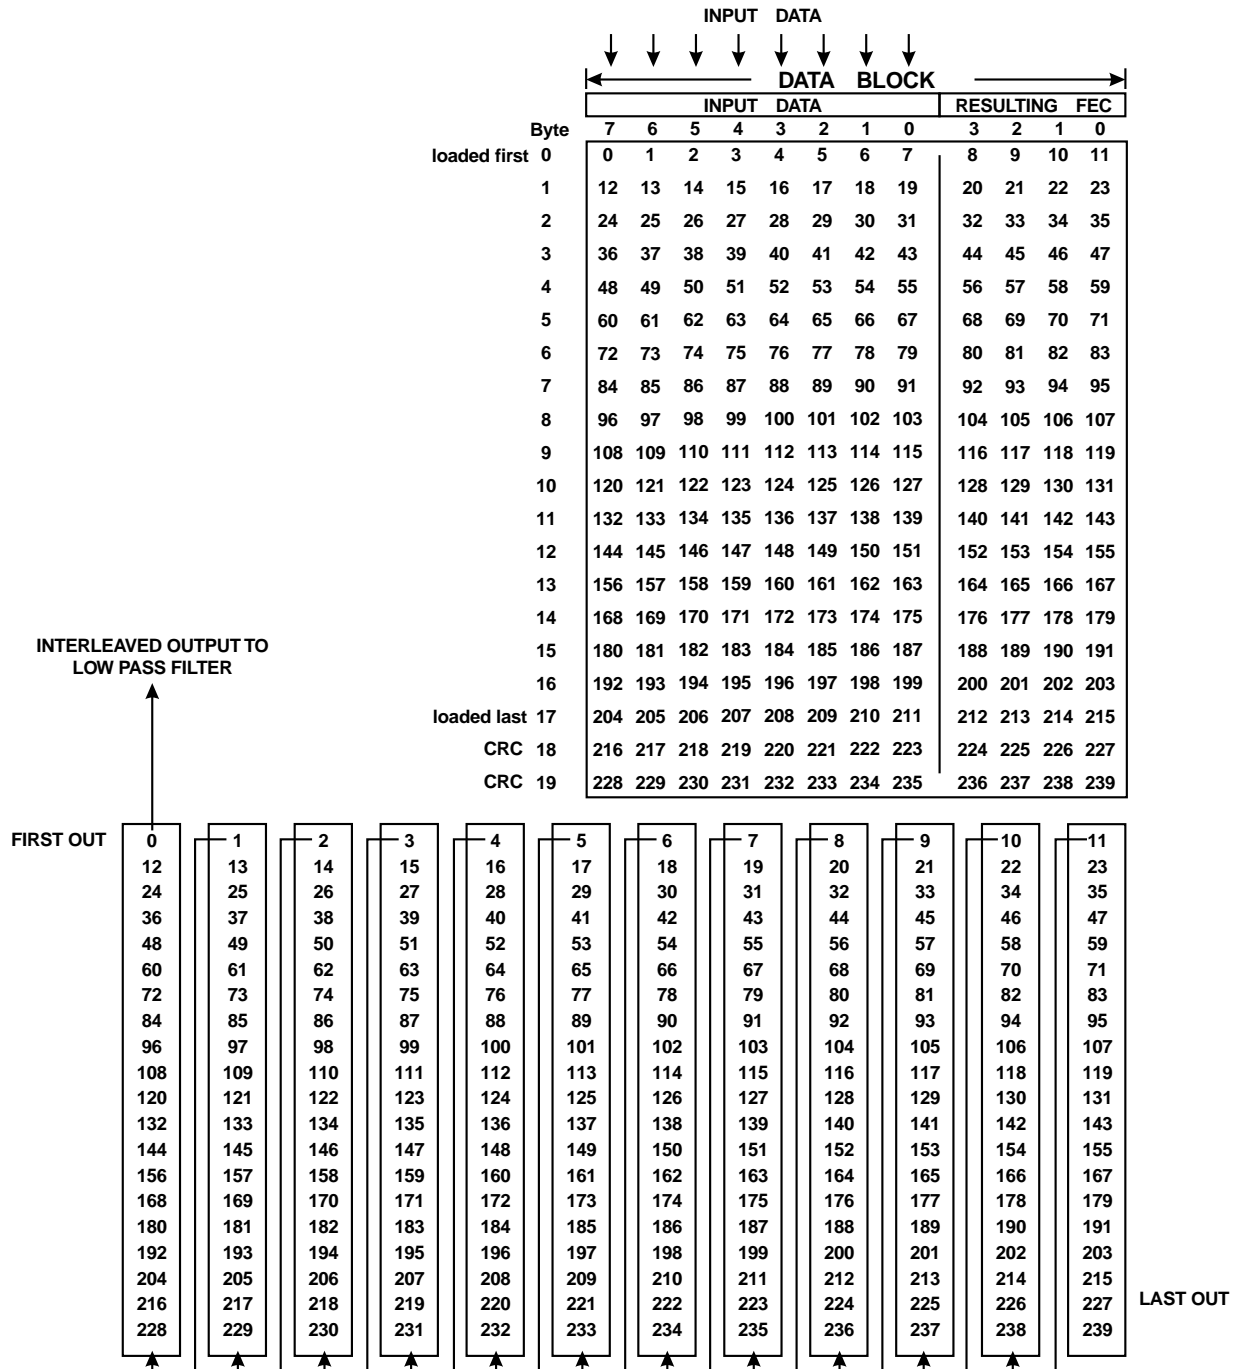 INPUT DATA
DATA BLOCK
INPUT DATA RESULTING FEC
Byte 7 6 5 4 3 2 1 0 3 2 1 0
loaded first 0 0 1 2 3 4 5 6 7 8 9 10 11
1 12 13 14 15 16 17 18 19 20 21 22 23
2 24 25 26 27 28 29 30 31 32 33 34 35
3 36 37 38 39 40 41 42 43 44 45 46 47
4 48 49 50 51 52 53 54 55 56 57 58 59
5 60 61 62 63 64 65 66 67 68 69 70 71
6 72 73 74 75 76 77 78 79 80 81 82 83
7 84 85 86 87 88 89 90 91 92 93 94 95
8 96 97 98 99 100 101 102 103 104 105 106 107
9 108 109 110 111 112 113 114 115 116 117 118 119
10 120 121 122 123 124 125 126 127 128 129 130 131
11 132 133 134 135 136 137 138 139 140 141 142 143
12 144 145 146 147 148 149 150 151 152 153 154 155
13 156 157 158 159 160 161 162 163 164 165 166 167
14 168 169 170 171 172 173 174 175 176 177 178 179
15 180 181 182 183 184 185 186 187 188 189 190 191
16 192 193 194 195 196 197 198 199 200 201 202 203
loaded last 17 204 205 206 207 208 209 210 211 212 213 214 215
CRC 18 216 217 218 219 220 221 222 223 224 225 226 227
CRC 19 228 229 230 231 232 233 234 235 236 237 238 239
INTERLEAVED OUTPUT TO
LOW PASS FILTER
FIRST OUT 0 1 2 3 4 5 6 7 8 9 10 11
12 13 14 15 16 17 18 19 20 21 22 23
24 25 26 27 28 29 30 31 32 33 34 35
36 37 38 39 40 41 42 43 44 45 46 47
48 49 50 51 52 53 54 55 56 57 58 59
60 61 62 63 64 65 66 67 68 69 70 71
72 73 74 75 76 77 78 79 80 81 82 83
84 85 86 87 88 89 90 91 92 93 94 95
96 97 98 99 100 101 102 103 104 105 106 107
108 109 110 111 112 113 114 115 116 117 118 119
120 121 122 123 124 125 126 127 128 129 130 131
132 133 134 135 136 137 138 139 140 141 142 143
144 145 146 147 148 149 150 151 152 153 154 155
156 157 158 159 160 161 162 163 164 165 166 167
168 169 170 171 172 173 174 175 176 177 178 179
180 181 182 183 184 185 186 187 188 189 190 191
192 193 194 195 196 197 198 199 200 201 202 203
204 205 206 207 208 209 210 211 212 213 214 215
216 217 218 219 220 221 222 223 224 225 226 227 LAST OUT
228 229 230 231 232 233 234 235 236 237 238 239